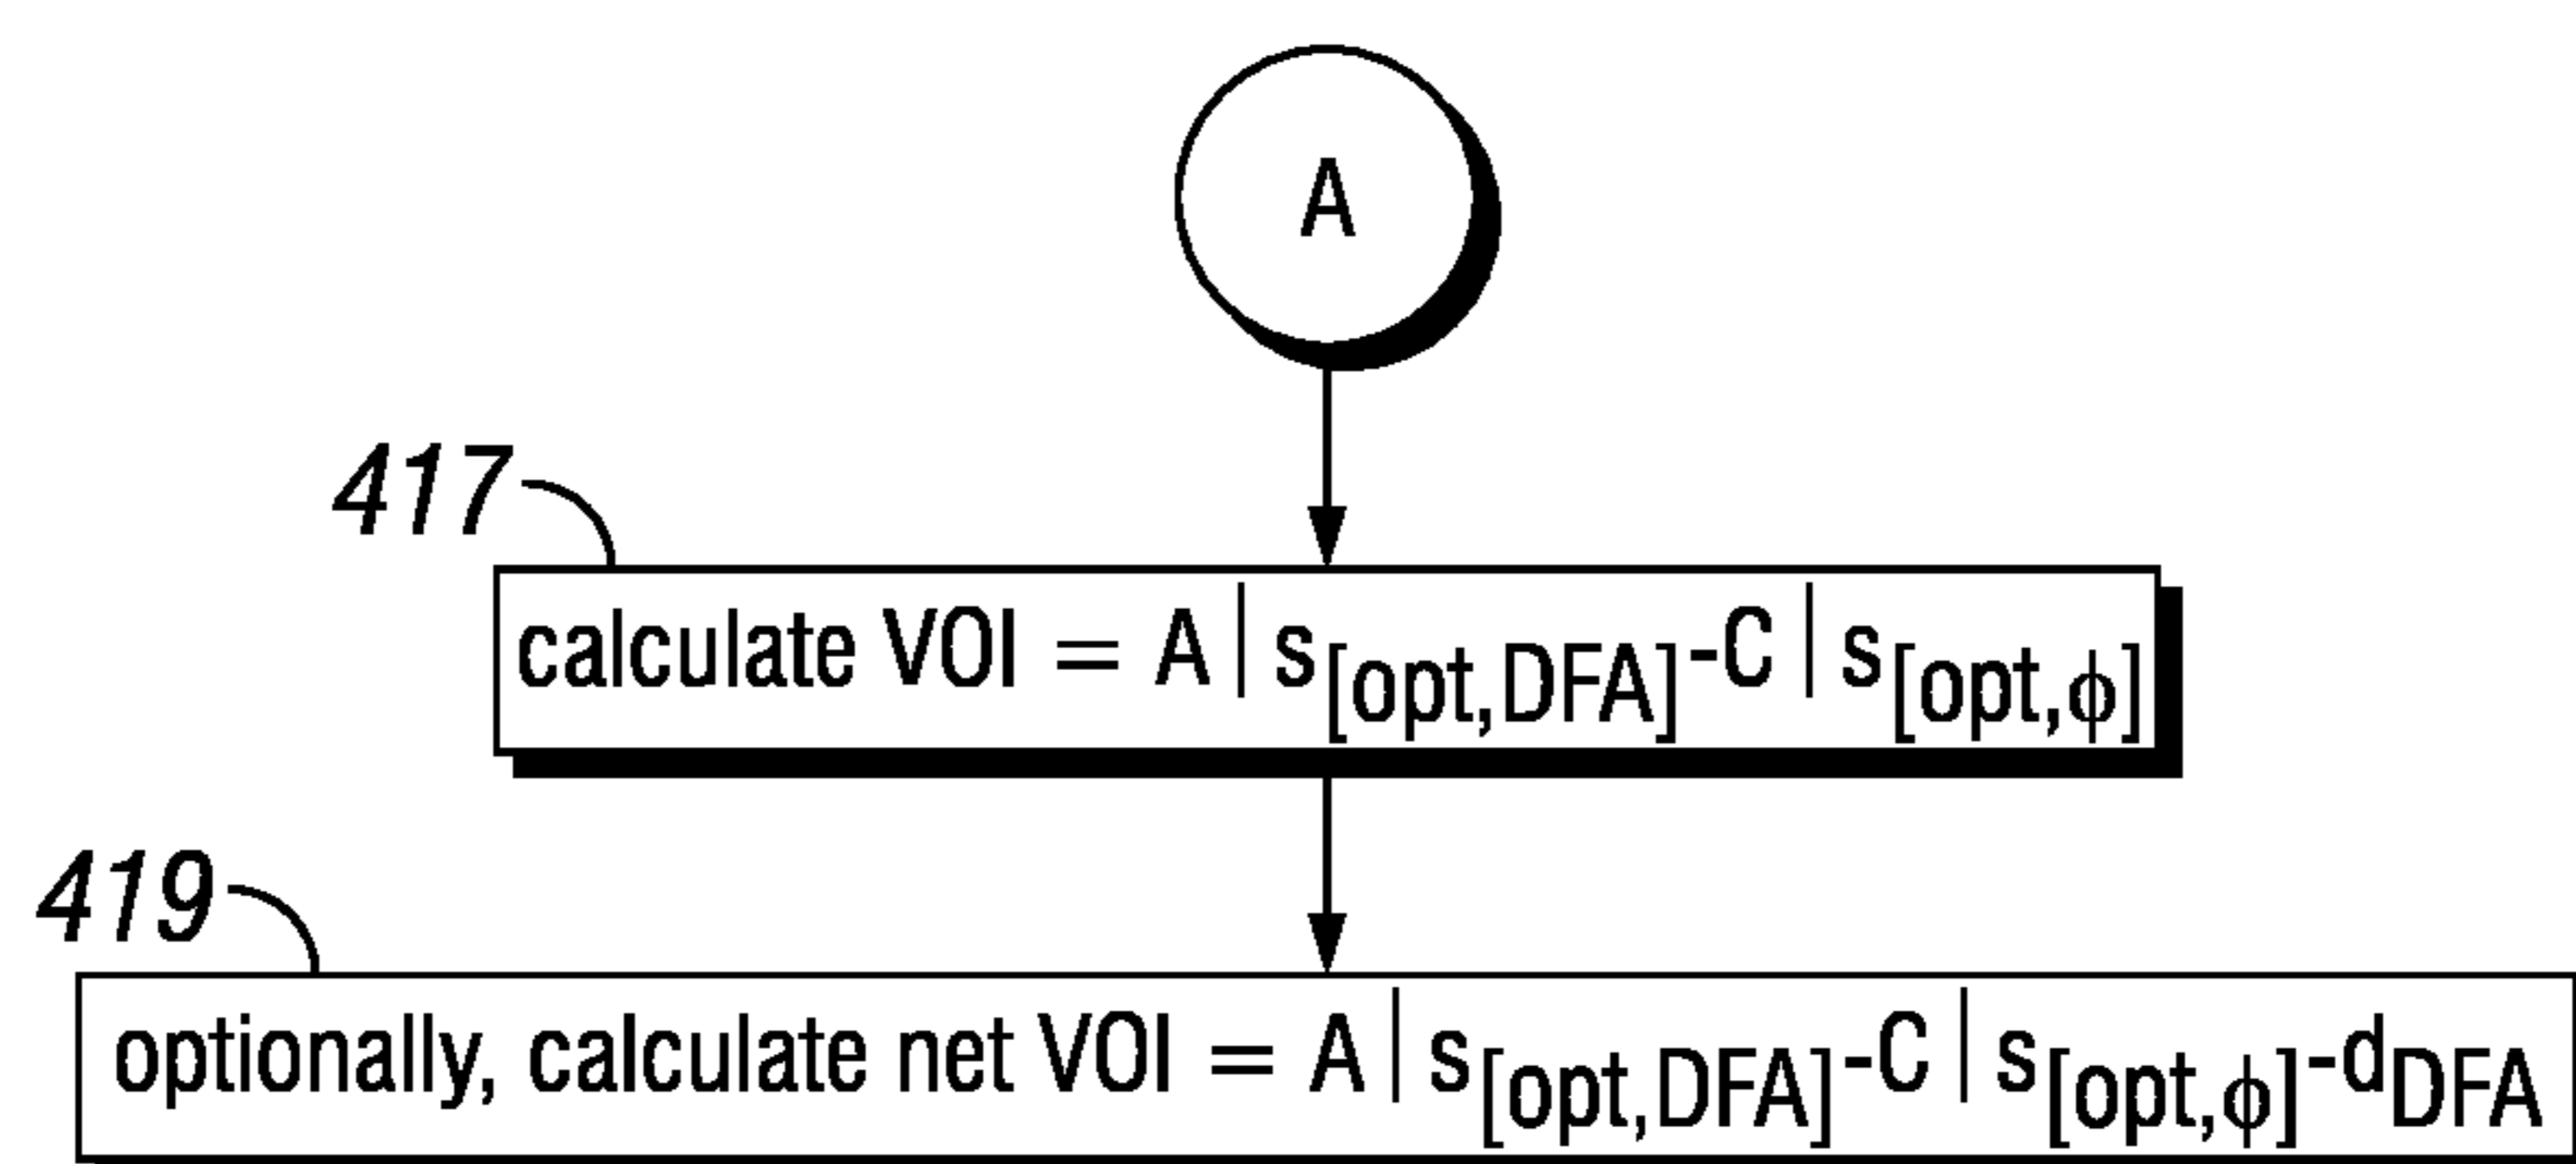 A
417
calculate VOI = A | s[opt,DFA]-C | s[opt,ϕ]
419
optionally, calculate net VOI = A | s[opt,DFA]-C | s[opt,ϕ]-dDFA